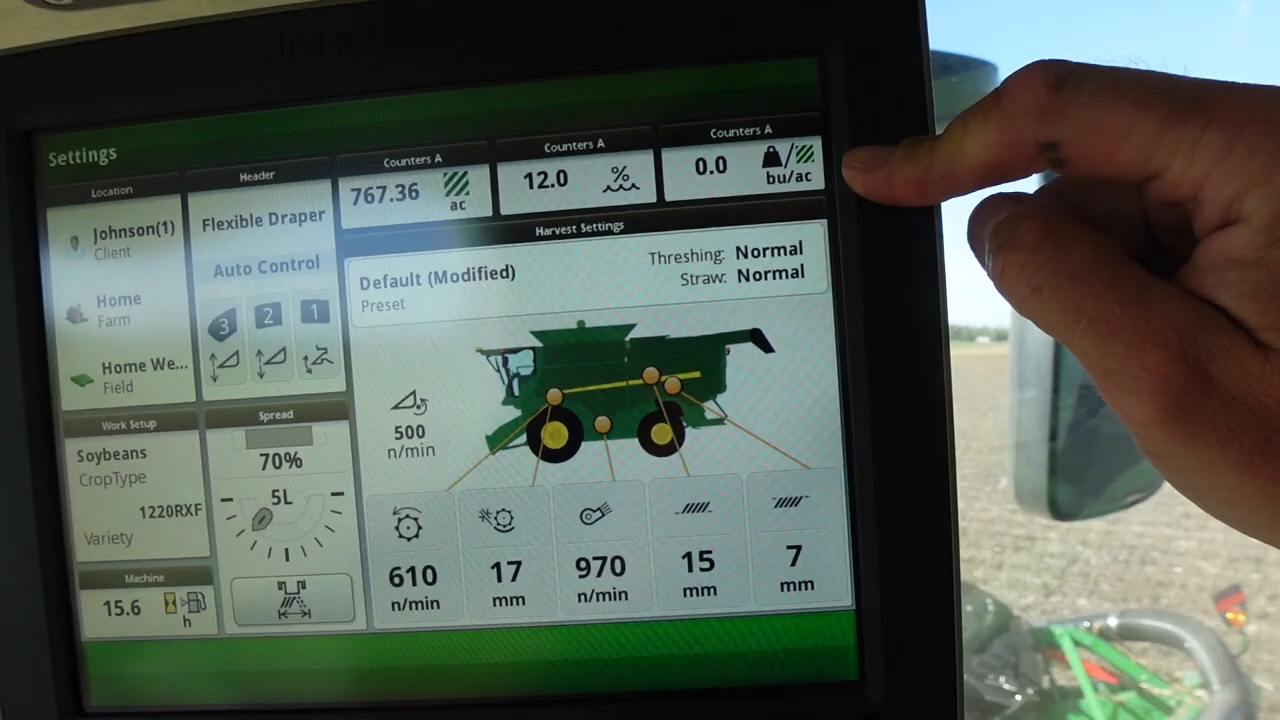 Settings
Location
Johnson(1)
Client
Home
Farm
Home We...
Field
Header
Flexible Draper
Auto Control
3
2
1
Counters A
767.36
ac
Counters A
12.0
%
Counters A
0.0
bu/ac
Harvest Settings
Default (Modified)
Preset
Threshing: Normal
Straw: Normal
500
n/min
Work Setup
Soybeans
CropType
1220RXF
Variety
Spread
70%
5L
Machine
15.6
h
610
n/min
17
mm
970
n/min
15
mm
7
mm